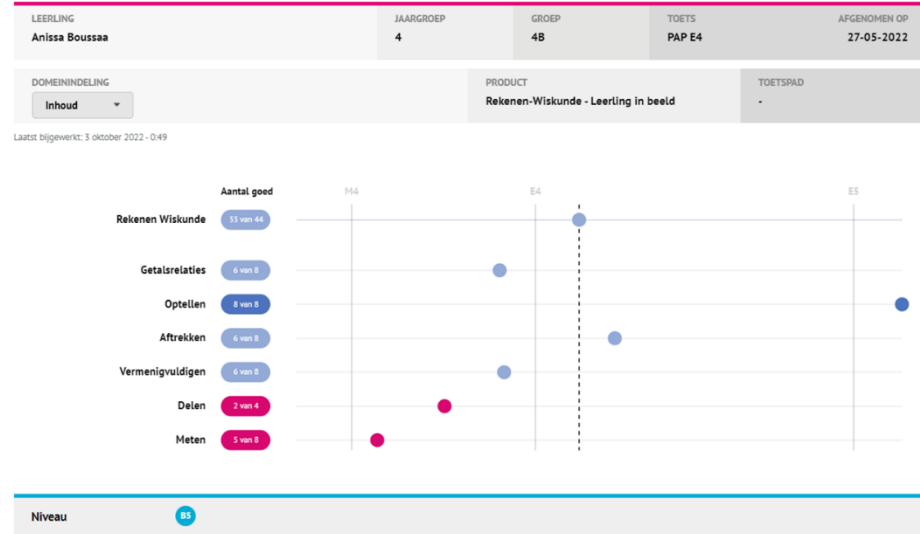 LEERLING JAARGROEP GROEP TOETS AFGENOMEN OP
Anissa Boussaa 4 4B PAP E4 27-05-2022
DOMEININDELING PRODUCT TOETSPAD
Inhoud Rekenen-Wiskunde - Leerling in beeld -
Laatst bijgewerkt: 3 oktober 2022 - 0:49
Aantal goed M4 E4 E5
Rekenen Wiskunde 33 van 44
Getalsrelaties 6 van 8
Optellen 8 van 8
Aftrekken 6 van 8
Vermenigvuldigen 6 van 8
Delen 2 van 4
Meten 5 van 8
Niveau B5